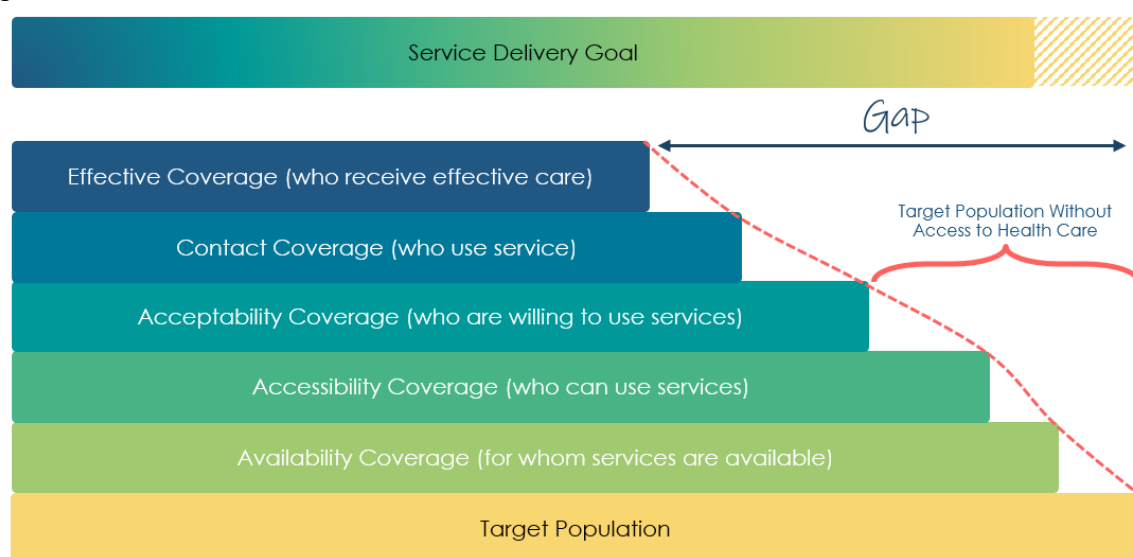 Service Delivery Goal
Gap
Effective Coverage (who receive effective care)
Target Population Without
Access to Health Care
Contact Coverage (who use service)
Acceptability Coverage (who are willing to use services)
Accessibility Coverage (who can use services)
Availability Coverage (for whom services are available)
Target Population